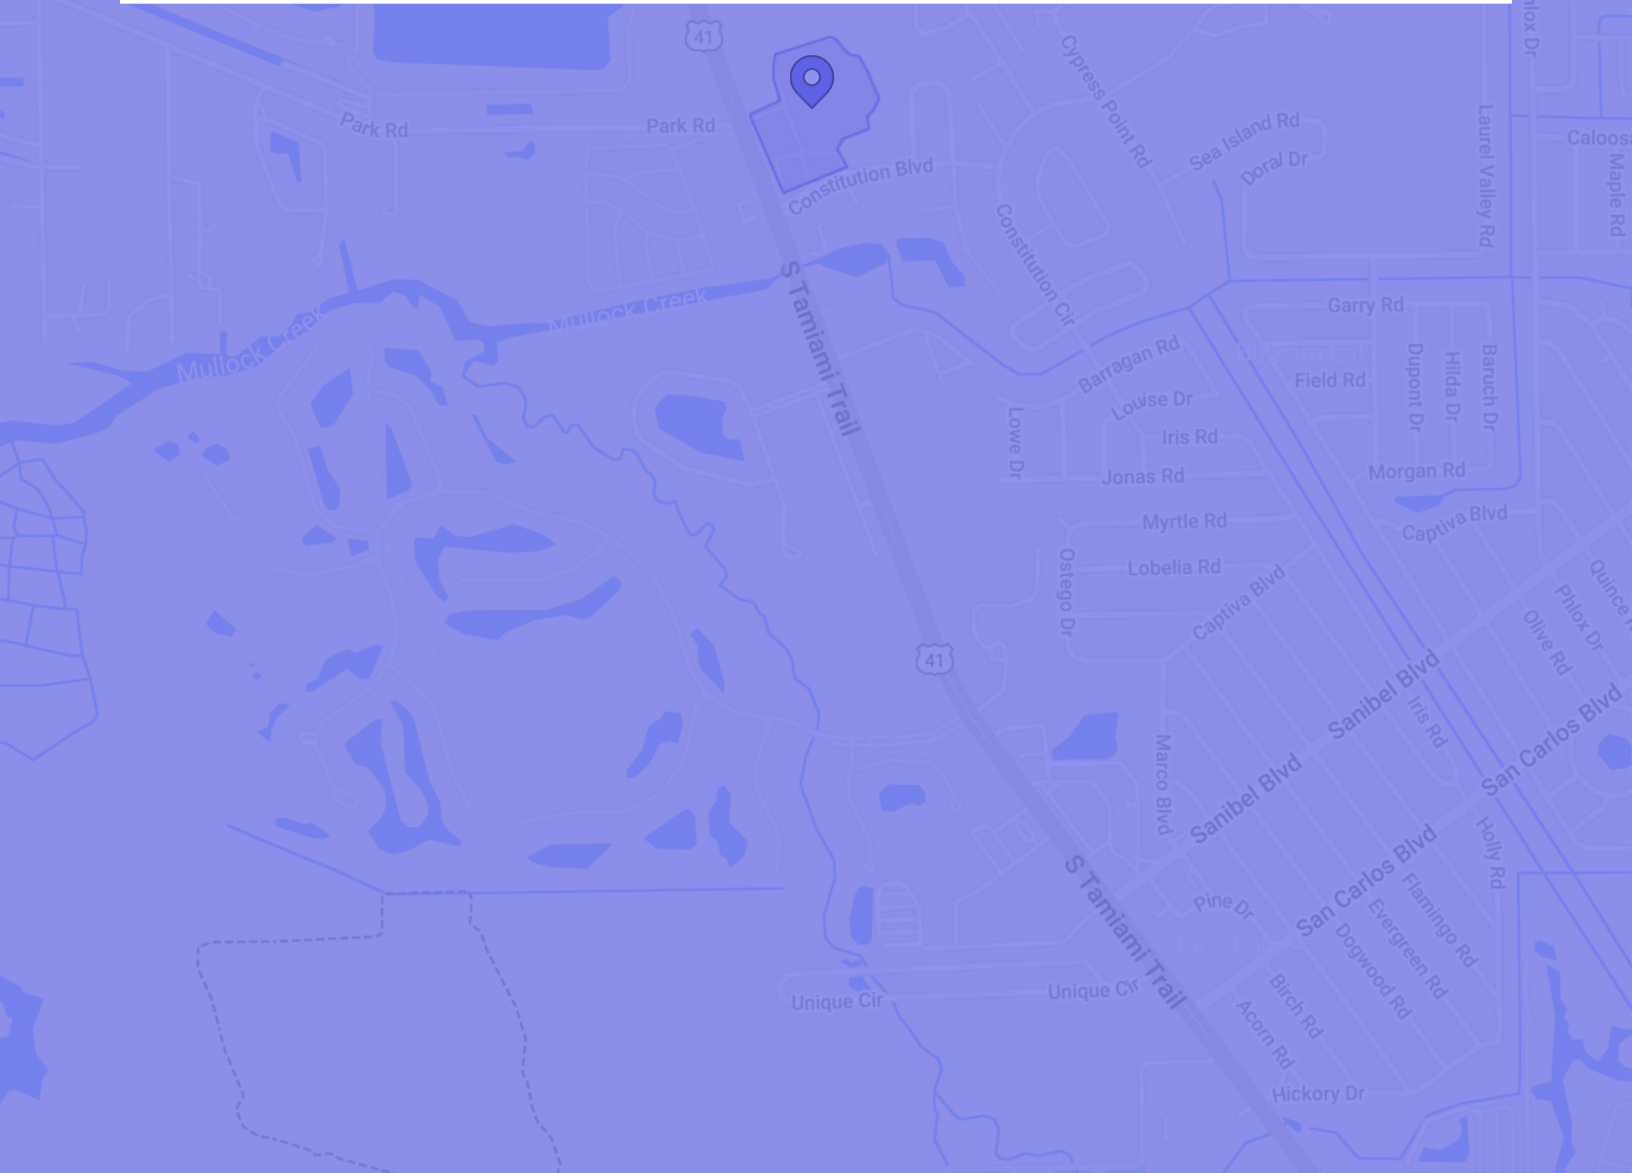 41
Phlox Dr
Cypress Point Rd
Park Rd
Park Rd
Sea Island Rd
Doral Dr
Laurel Valley Rd
Maple Rd
Constitution Blvd
Constitution Cir
S Tamiami Trail
Mullock Creek
Mullock Creek
Garry Rd
Barragan Rd
Field Rd
Dupont Dr
Hilda Dr
Baruch Dr
Louise Dr
Lowe Dr
Iris Rd
Jonas Rd
Morgan Rd
Myrtle Rd
Captiva Blvd
Ostego Dr
Lobelia Rd
Captiva Blvd
Phlox Dr
Olive Rd
41
Sanibel Blvd
Iris Rd
San Carlos Blvd
Marco Blvd
Sanibel Blvd
San Carlos Blvd
Holly Rd
S Tamiami Trail
Pine Dr
Flamingo Rd
Evergreen Rd
Dogwood Rd
Unique Cir
Unique Cir
Birch Rd
Acorn Rd
Hickory Dr